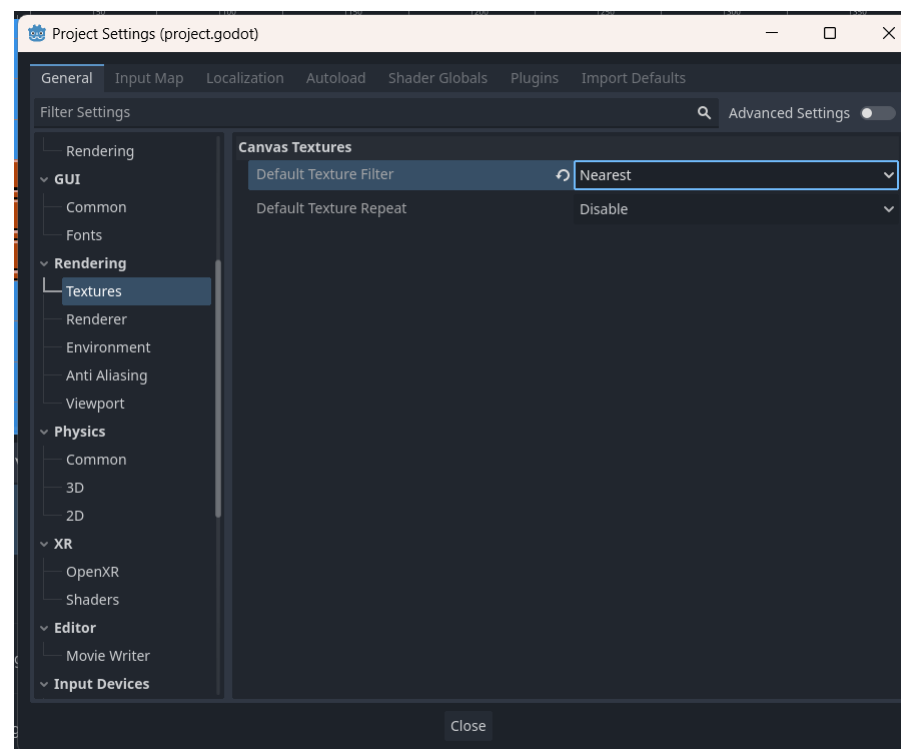 Project Settings (project.godot)
General Input Map Localization Autoload Shader Globals Plugins Import Defaults
Filter Settings
Advanced Settings
Rendering
GUI
Common
Fonts
Rendering
Textures
Renderer
Environment
Anti Aliasing
Viewport
Physics
Common
3D
2D
XR
OpenXR
Shaders
Editor
Movie Writer
Input Devices
Canvas Textures
Default Texture Filter Nearest
Default Texture Repeat Disable
Close